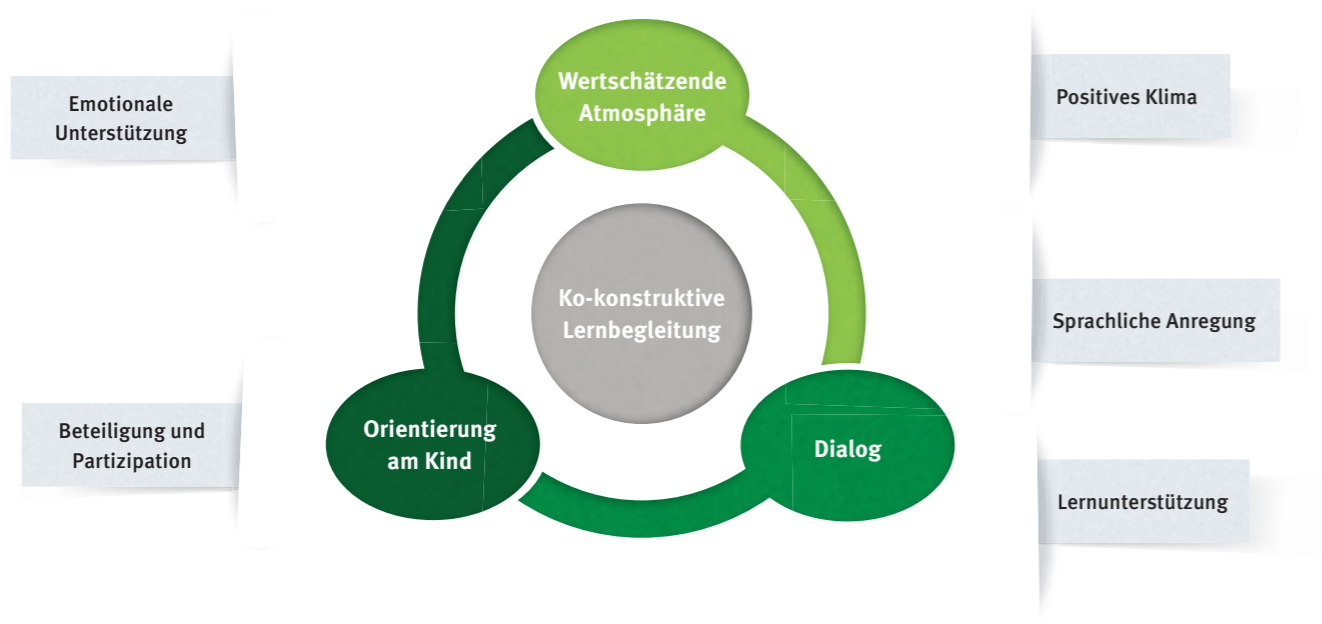 Wertschätzende
Atmosphäre
Emotionale
Unterstützung
Positives Klima
Ko-konstruktive
Lernbegleitung
Sprachliche Anregung
Beteiligung und
Partizipation
Orientierung
am Kind
Dialog
Lernunterstützung